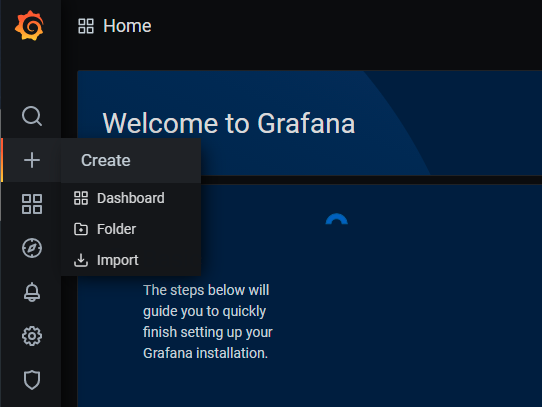 Home
Welcome to Grafana
Create
Dashboard
Folder
Import
The steps below will
guide you to quickly
finish setting up your
Grafana installation.